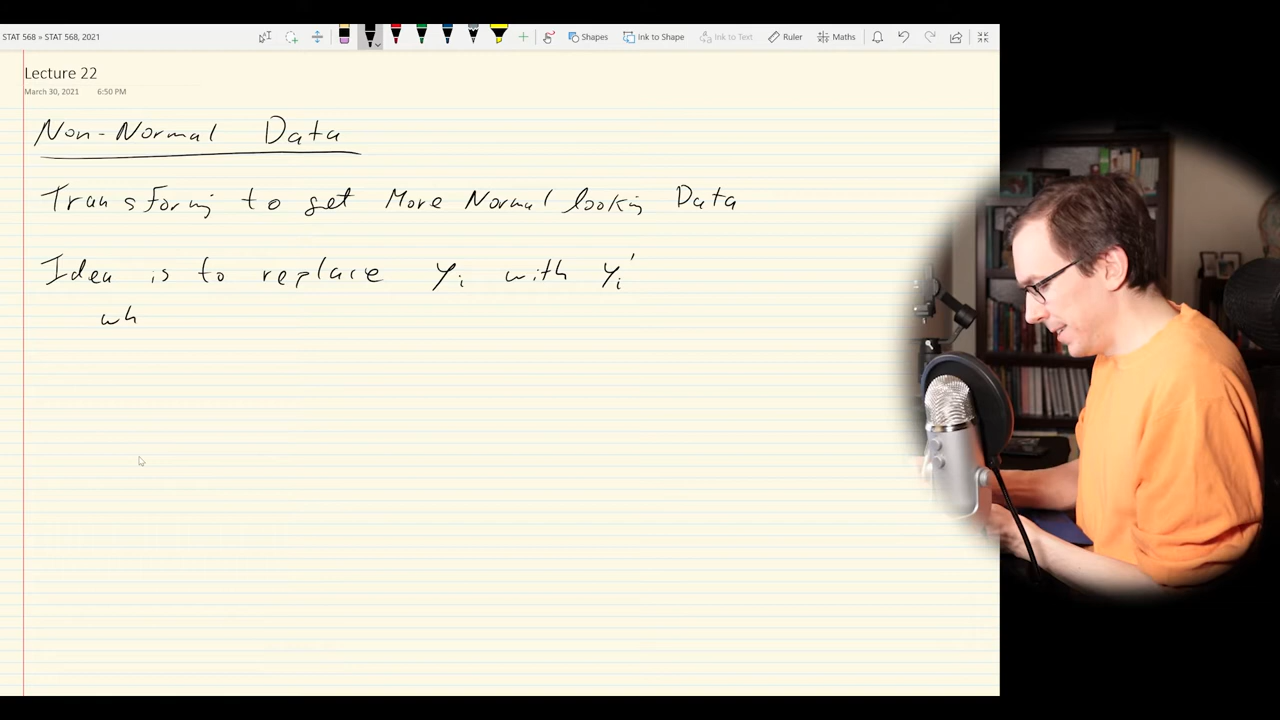 STAT 568 » STAT 568, 2021
Shapes
Ink to Shape
Ink to Text
Ruler
Maths
Lecture 22
March 30, 2021 6:50 PM
Non-Normal Data
Transforming to get More Normal looking Data
Idea is to replace yi with yi'
wh